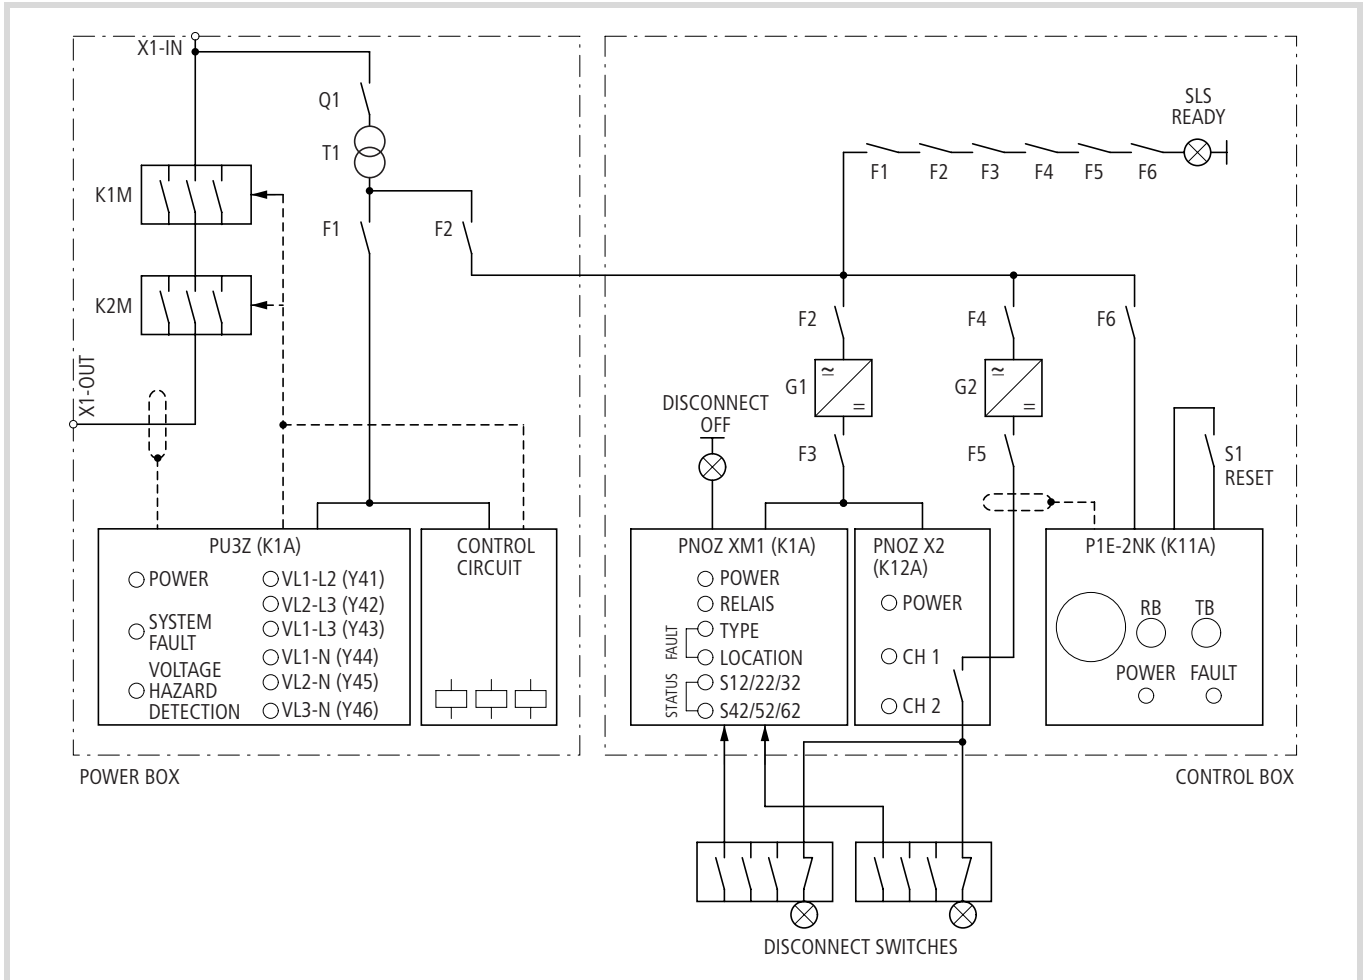 X1-IN
Q1
T1
K1M
F1
F2
K2M
X1-OUT
PU3Z (K1A)
POWER
SYSTEM
FAULT
VOLTAGE
HAZARD
DETECTION
VL1-L2 (Y41)
VL2-L3 (Y42)
VL1-L3 (Y43)
VL1-N (Y44)
VL2-N (Y45)
VL3-N (Y46)
CONTROL
CIRCUIT
POWER BOX
SLS
READY
F1
F2
F3
F4
F5
F6
F2
F4
F6
G1
G2
DISCONNECT
OFF
F3
F5
S1
RESET
PNOZ XM1 (K1A)
POWER
RELAIS
FAULT
TYPE
LOCATION
STATUS
S12/22/32
S42/52/62
PNOZ X2
(K12A)
POWER
CH 1
CH 2
P1E-2NK (K11A)
RB
TB
POWER
FAULT
CONTROL BOX
DISCONNECT SWITCHES